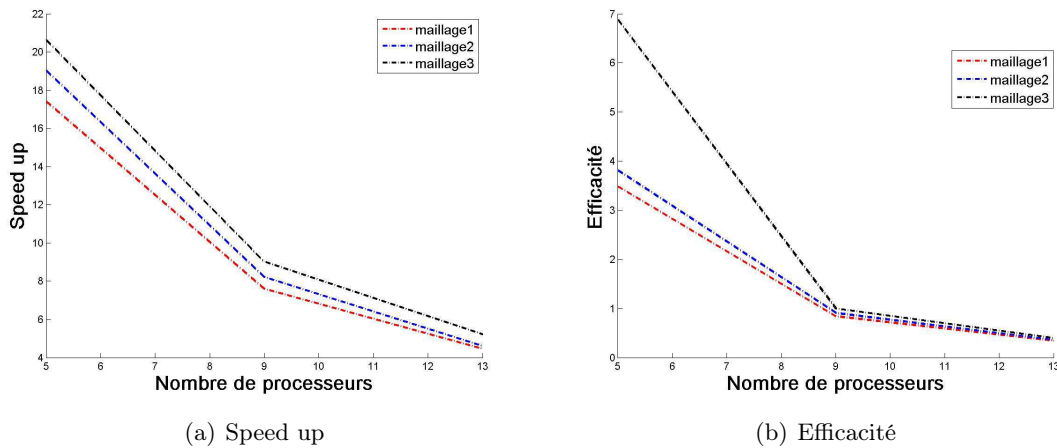 22
20
18
16
14
12
10
8
6
4
Speed up
5 6 7 8 9 10 11 12 13
Nombre de processeurs
maillage1
maillage2
maillage3
(a) Speed up
7
6
5
4
3
2
1
0
Efficacité
5 6 7 8 9 10 11 12 13
Nombre de processeurs
maillage1
maillage2
maillage3
(b) Efficacité